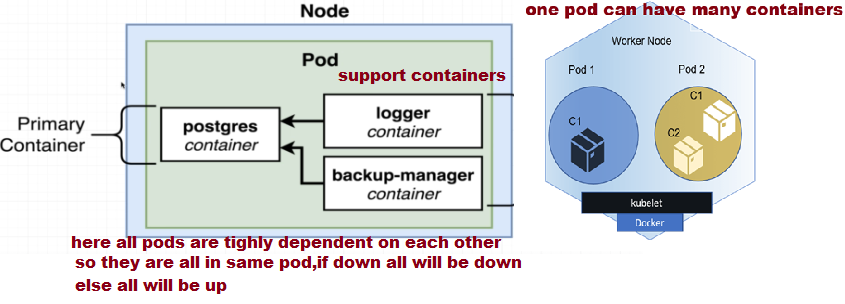 Node
Pod
support containers
Primary
Container
postgres
container
logger
container
backup-manager
container
here all pods are tighly dependent on each other
so they are all in same pod,if down all will be down
else all will be up
one pod can have many containers
Worker Node
Pod 1
Pod 2
C1
C1
C2
kubelet
Docker